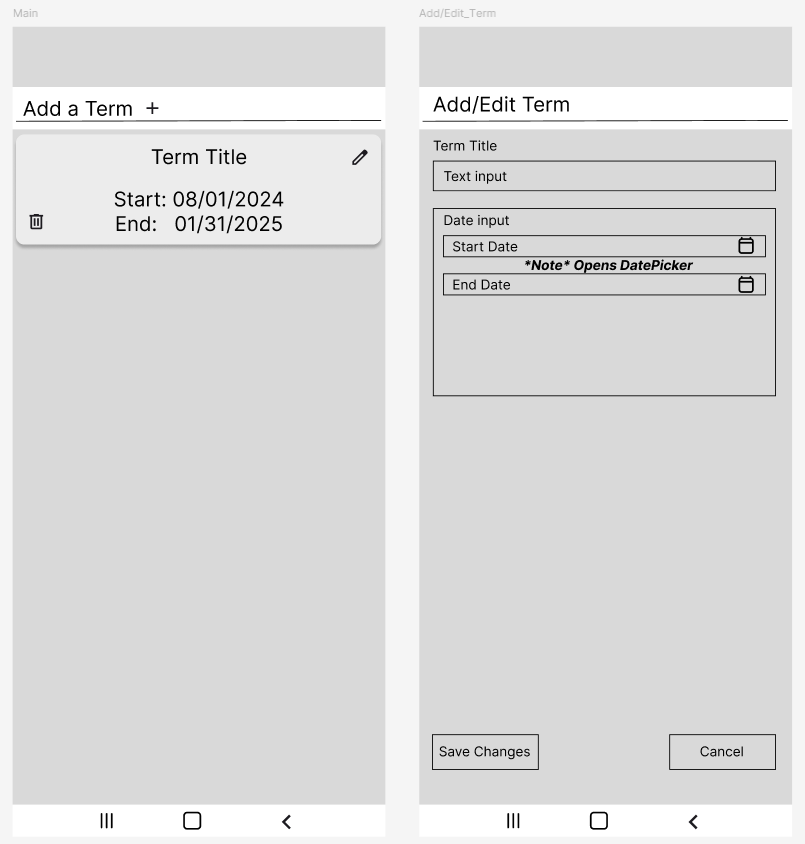 Main
Add a Term +
Term Title
Start: 08/01/2024
End: 01/31/2025
Add/Edit_Term
Add/Edit Term
Term Title
Text input
Date input
Start Date
*Note* Opens DatePicker
End Date
Save Changes
Cancel